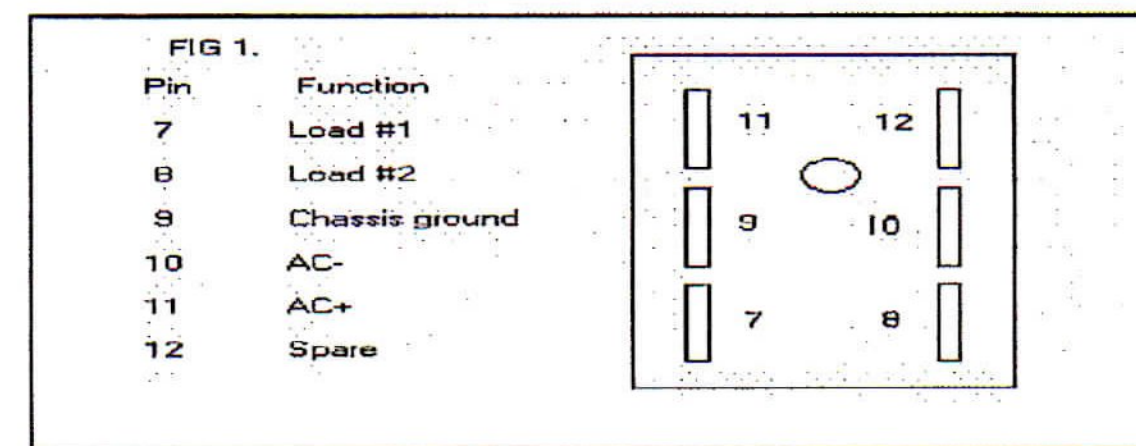 FIG 1.
Pin Function
7 Load #1
8 Load #2
9 Chassis ground
10 AC-
11 AC+
12 Spare
11 12
9 10
7 8